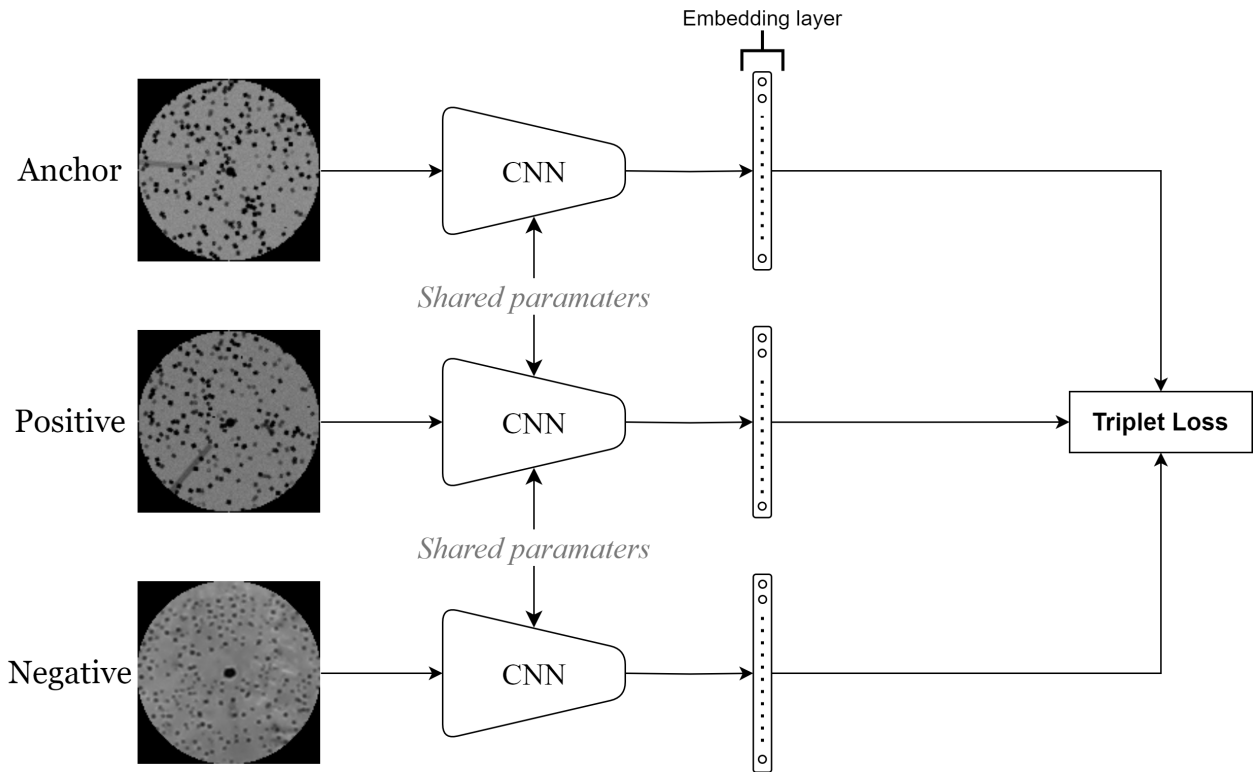 Embedding layer
Anchor
CNN
Shared paramaters
Positive
CNN
Triplet Loss
Shared paramaters
Negative
CNN